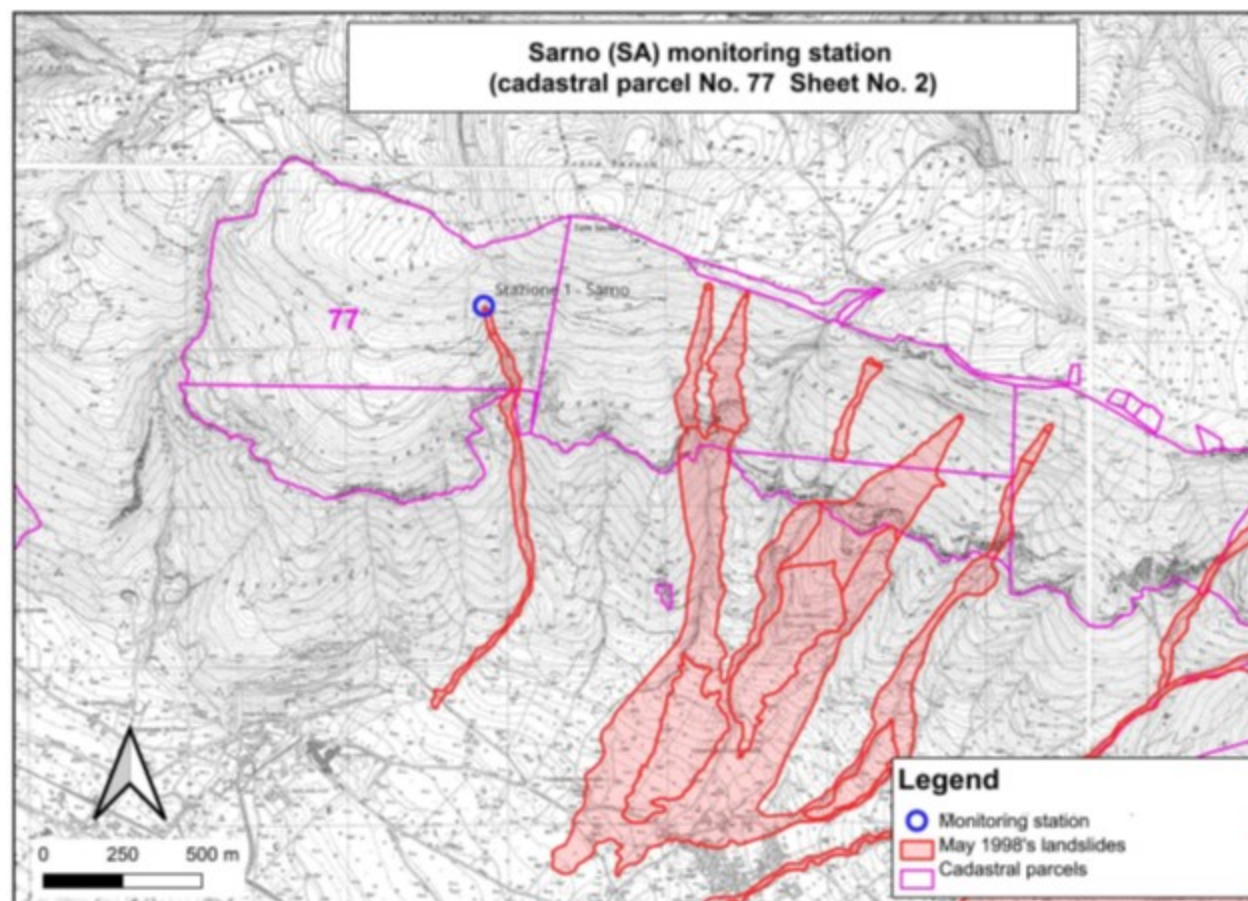 Sarno (SA) monitoring station
(cadastral parcel No. 77 Sheet No. 2)
Stazione 1 - Sarno
77
Legend
Monitoring station
May 1998's landslides
Cadastral parcels
0 250 500 m